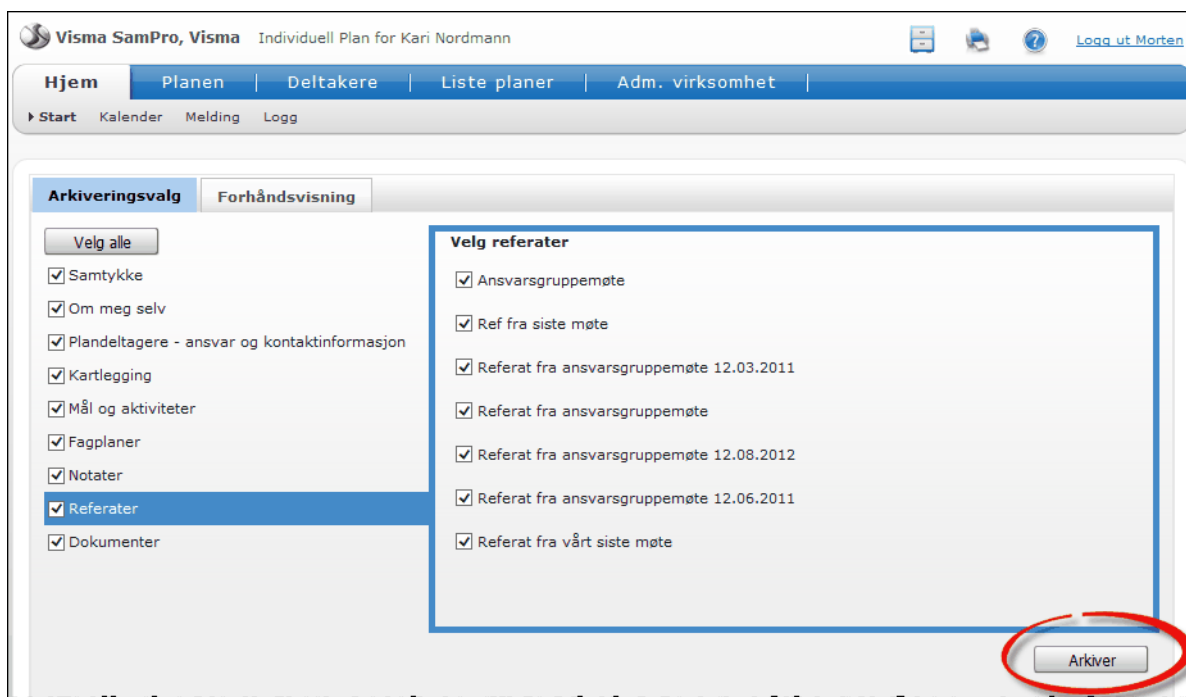 Visma SamPro, Visma Individuell Plan for Kari Nordmann
Logg ut Morten
Hjem Planen Deltakere Liste planer Adm. virksomhet
Start Kalender Melding Logg
Arkiveringsvalg Forhåndsvisning
Velg alle
Samtykke
Om meg selv
Plandeltagere - ansvar og kontaktinformasjon
Kartlegging
Mål og aktiviteter
Fagplaner
Notater
Referater
Dokumenter
Velg referater
Ansvarsgruppemøte
Ref fra siste møte
Referat fra ansvarsgruppemøte 12.03.2011
Referat fra ansvarsgruppemøte
Referat fra ansvarsgruppemøte 12.08.2012
Referat fra ansvarsgruppemøte 12.06.2011
Referat fra vårt siste møte
Arkiver